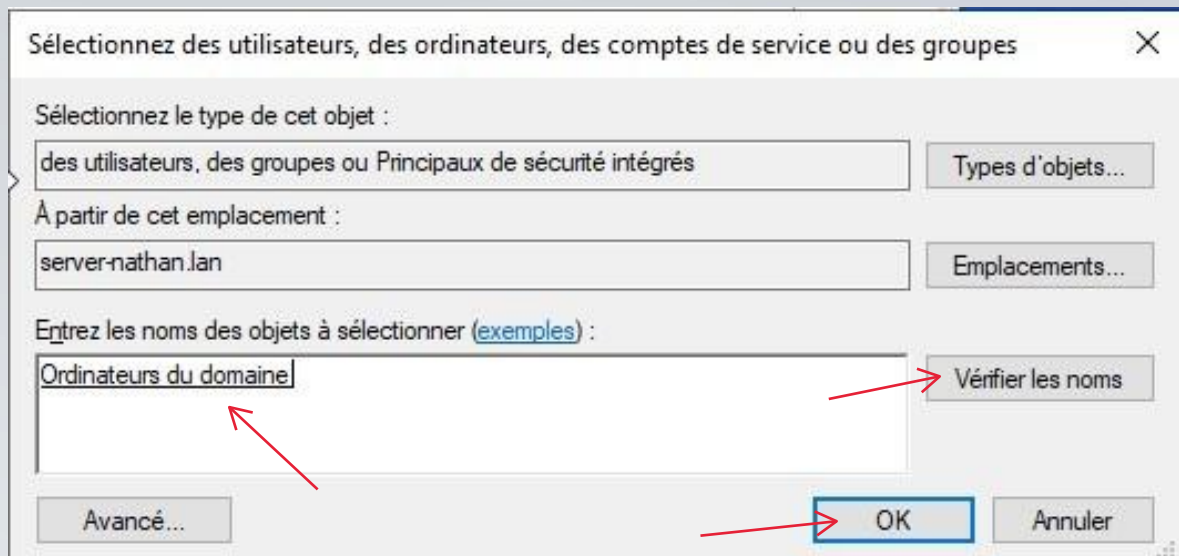 Sélectionnez des utilisateurs, des ordinateurs, des comptes de service ou des groupes
Sélectionnez le type de cet objet :
des utilisateurs, des groupes ou Principaux de sécurité intégrés
Types d'objets...
À partir de cet emplacement :
server-nathan.lan
Emplacements...
Entrez les noms des objets à sélectionner (exemples) :
Ordinateurs du domaine
Vérifier les noms
Avancé...
OK
Annuler